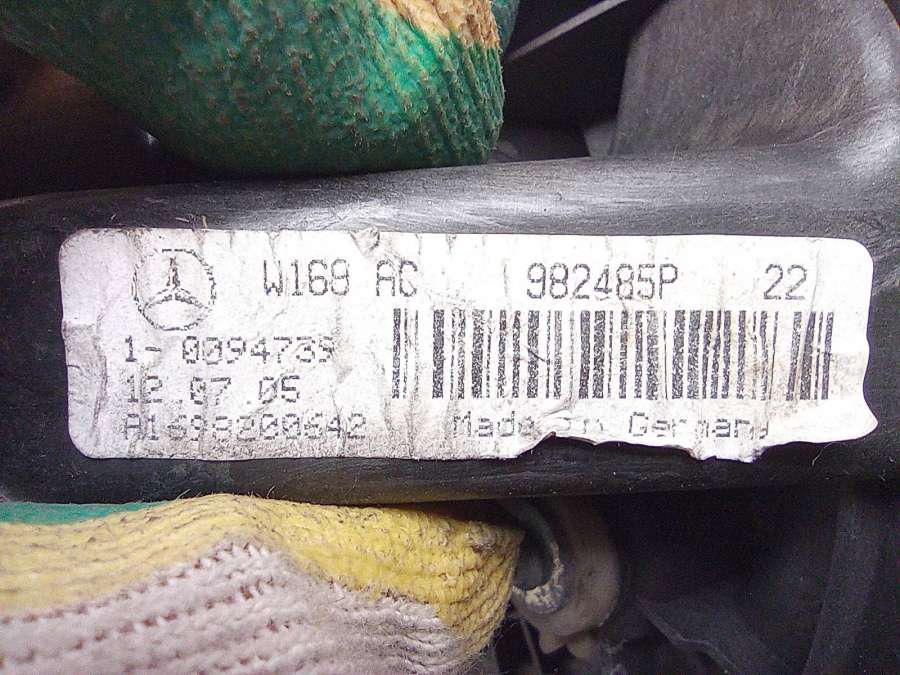 W169 AC 982485P 22
1- 0094739
12.07.05
A1698200642 Made in Germany